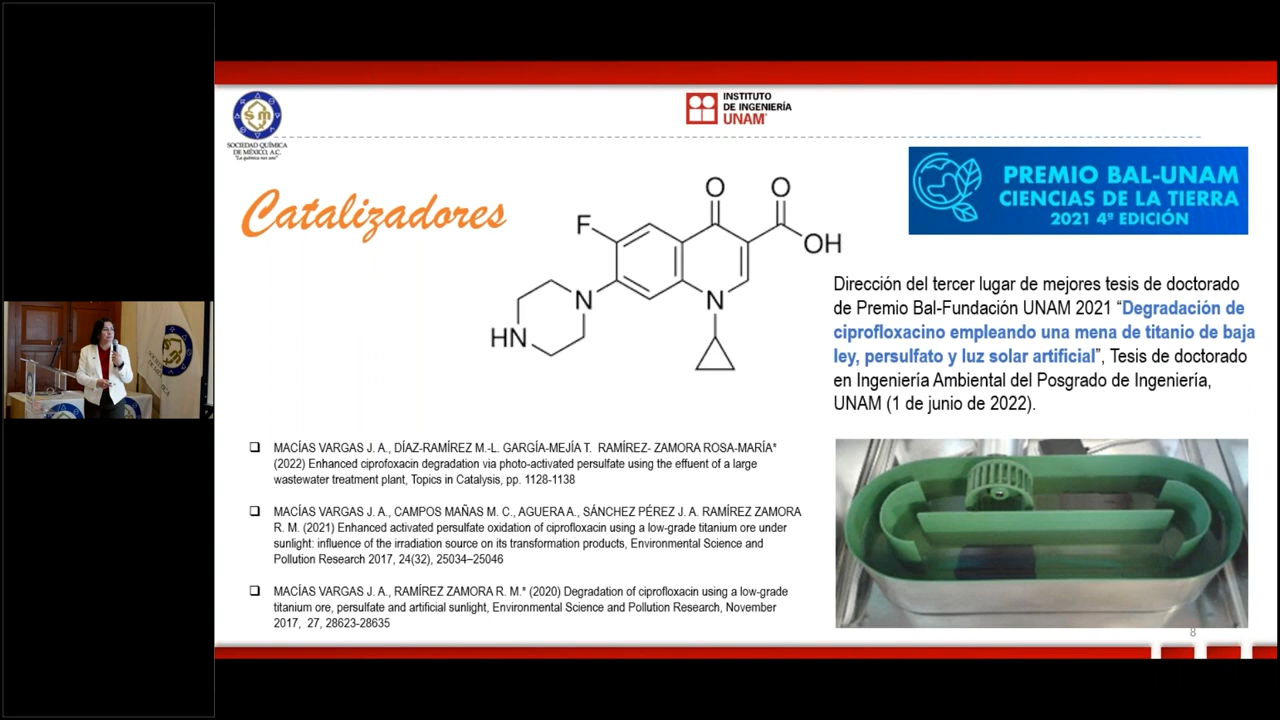 SOCIEDAD QUÍMICA
DE MÉXICO, A.C.
"La química nos une"
INSTITUTO
DE INGENIERÍA
UNAM
Catalizadores
F
O
O
OH
N
HN
N
PREMIO BAL-UNAM
CIENCIAS DE LA TIERRA
2021 4ª EDICIÓN
Dirección del tercer lugar de mejores tesis de doctorado
de Premio Bal-Fundación UNAM 2021 “Degradación de
ciprofloxacino empleando una mena de titanio de baja
ley, persulfato y luz solar artificial”, Tesis de doctorado
en Ingeniería Ambiental del Posgrado de Ingeniería,
UNAM (1 de junio de 2022).
MACÍAS VARGAS J. A., DÍAZ-RAMÍREZ M.-L. GARGÍA-MEJÍA T. RAMÍREZ- ZAMORA ROSA-MARÍA*
(2022) Enhanced ciprofoxacin degradation via photo-activated persulfate using the effuent of a large
wastewater treatment plant, Topics in Catalysis, pp. 1128-1138
MACÍAS VARGAS J. A., CAMPOS MAÑAS M. C., AGUERA A., SÁNCHEZ PÉREZ J. A. RAMÍREZ ZAMORA
R. M. (2021) Enhanced activated persulfate oxidation of ciprofloxacin using a low-grade titanium ore under
sunlight: influence of the irradiation source on its transformation products, Environmental Science and
Pollution Research 2017, 24(32), 25034–25046
MACÍAS VARGAS J. A., RAMÍREZ ZAMORA R. M.* (2020) Degradation of ciprofloxacin using a low-grade
titanium ore, persulfate and artificial sunlight, Environmental Science and Pollution Research, November
2017, 27, 28623-28635
8